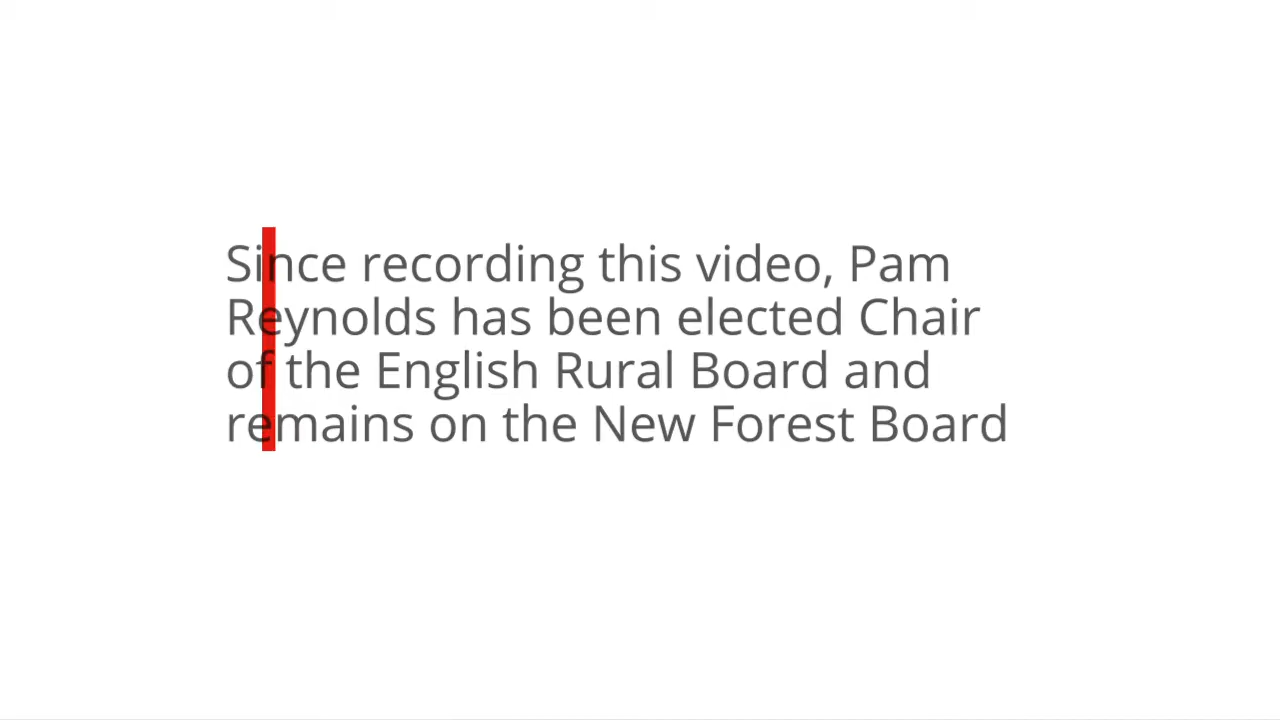 Since recording this video, Pam
Reynolds has been elected Chair
of the English Rural Board and
remains on the New Forest Board